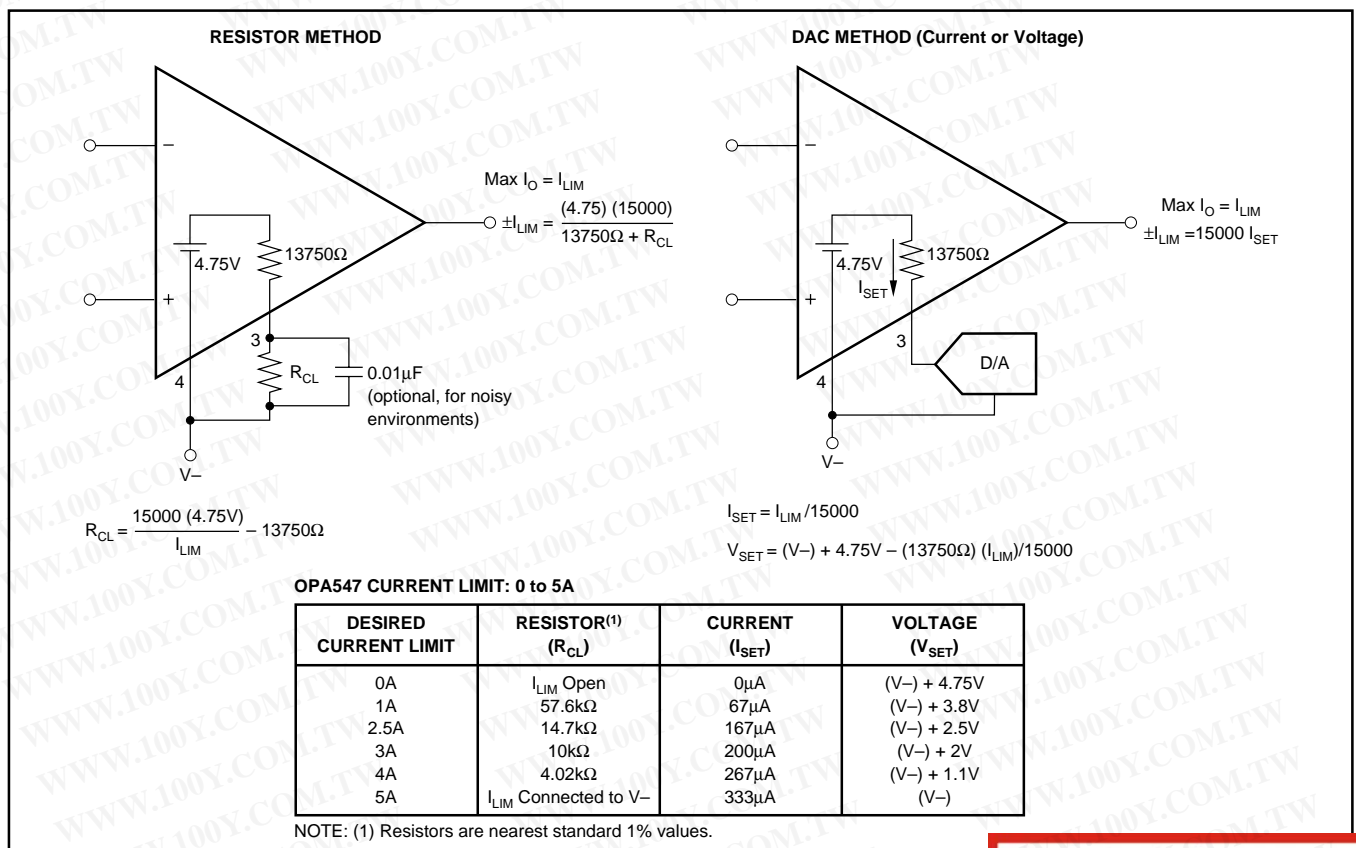 RESISTOR METHOD
−
+
4.75V
13750Ω
3
4
R_CL
0.01µF
(optional, for noisy
environments)
V–
Max I_O = I_LIM
±I_LIM = (4.75) (15000) / 13750Ω + R_CL
R_CL = 15000 (4.75V) / I_LIM – 13750Ω
DAC METHOD (Current or Voltage)
−
+
4.75V
13750Ω
I_SET
3
4
D/A
V–
Max I_O = I_LIM
±I_LIM =15000 I_SET
I_SET = I_LIM /15000
V_SET = (V–) + 4.75V – (13750Ω) (I_LIM)/15000
OPA547 CURRENT LIMIT: 0 to 5A
DESIRED CURRENT LIMIT | RESISTOR(1) (R_CL) | CURRENT (I_SET) | VOLTAGE (V_SET)
0A | I_LIM Open | 0µA | (V–) + 4.75V
1A | 57.6kΩ | 67µA | (V–) + 3.8V
2.5A | 14.7kΩ | 167µA | (V–) + 2.5V
3A | 10kΩ | 200µA | (V–) + 2V
4A | 4.02kΩ | 267µA | (V–) + 1.1V
5A | I_LIM Connected to V– | 333µA | (V–)
NOTE: (1) Resistors are nearest standard 1% values.
WWW.100Y.COM.TW